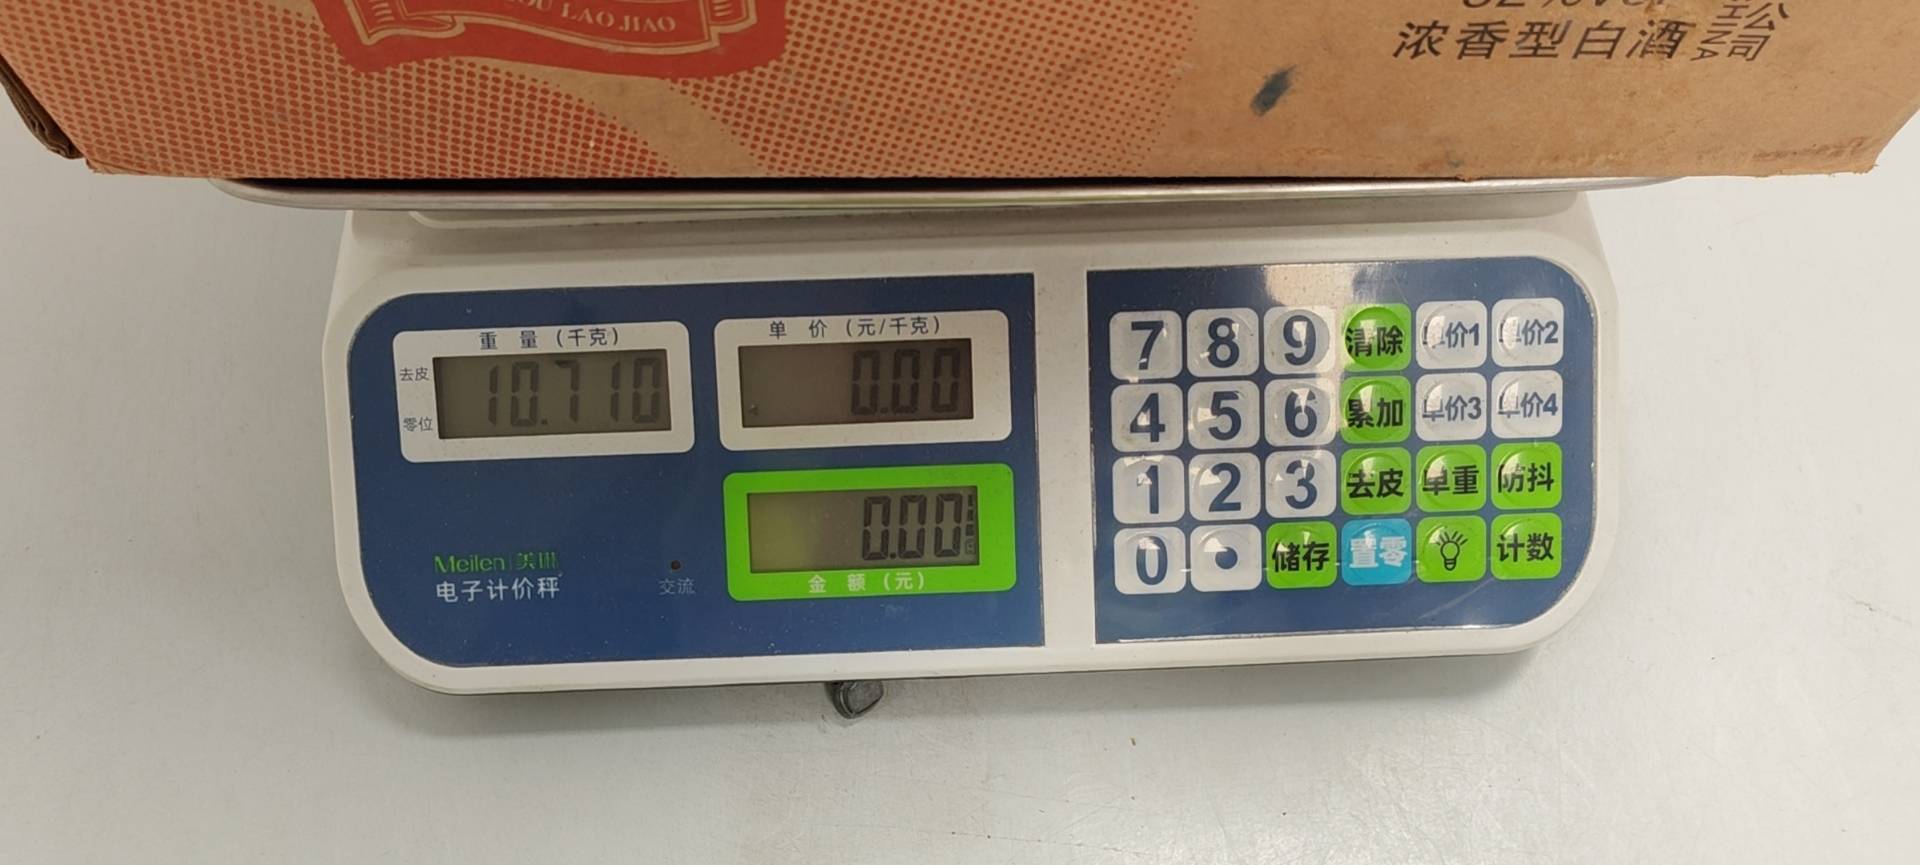 OU LAO JIAO
浓香型白酒
公司
重 量 (千克)
去皮
零位
10.710
单 价 (元/千克)
0.00
0.00
金 额 (元)
Meilen 美琳
电子计价秤
交流
7 8 9 清除 单价1 单价2
4 5 6 累加 单价3 单价4
1 2 3 去皮 单重 防抖
0 • 储存 置零 计数